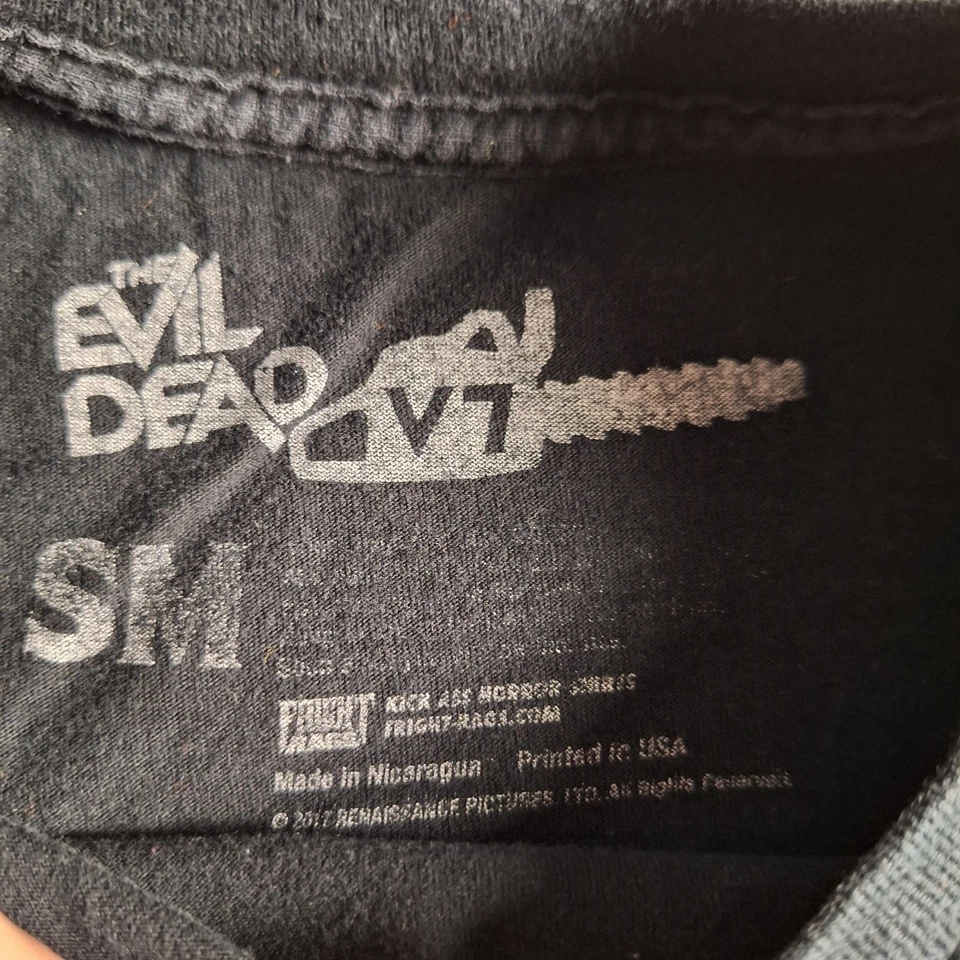 THE
EVIL
DEAD
V7
SM
FRIGHT
RAGS
KICK ASS HORROR SHIRTS
FRIGHT-RAGS.COM
Made in Nicaragua Printed in USA
© 2017 RENAISSANCE PICTURES LTD. All Rights Reserved.